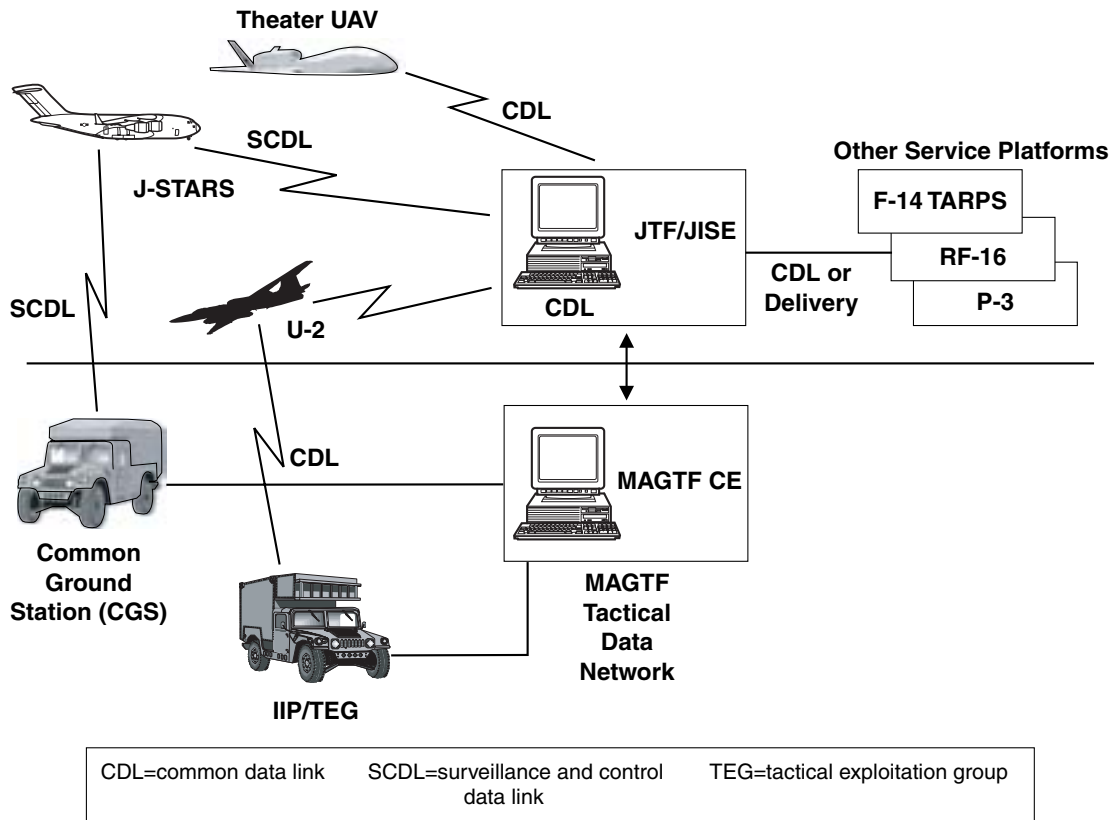 Theater UAV
CDL
SCDL
J-STARS
Other Service Platforms
F-14 TARPS
RF-16
P-3
JTF/JISE
CDL
CDL or
Delivery
SCDL
U-2
CDL
MAGTF CE
Common
Ground
Station (CGS)
MAGTF
Tactical
Data
Network
IIP/TEG
CDL=common data link
SCDL=surveillance and control
data link
TEG=tactical exploitation group